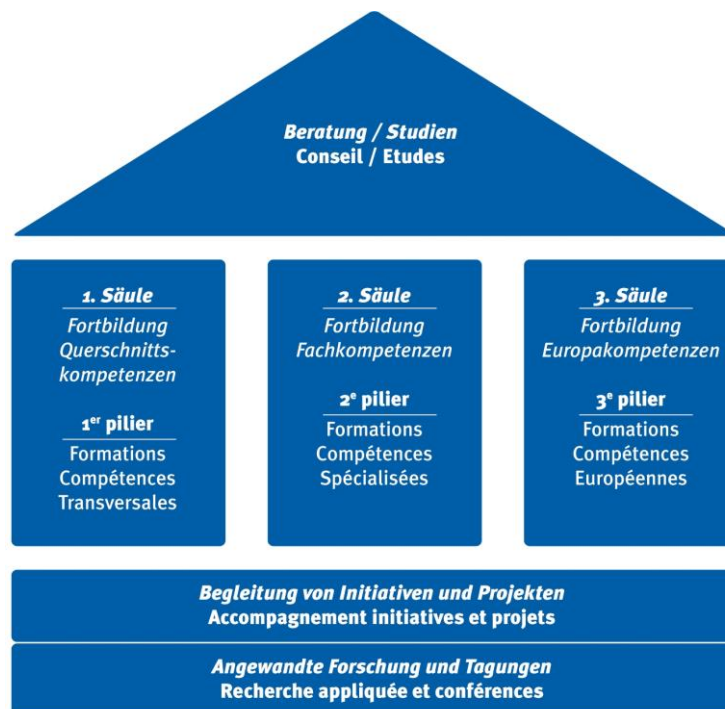 Beratung / Studien
Conseil / Etudes
1. Säule
Fortbildung
Querschnitts-
kompetenzen
1er pilier
Formations
Compétences
Transversales
2. Säule
Fortbildung
Fachkompetenzen
2e pilier
Formations
Compétences
Spécialisées
3. Säule
Fortbildung
Europakompetenzen
3e pilier
Formations
Compétences
Européennes
Begleitung von Initiativen und Projekten
Accompagnement initiatives et projets
Angewandte Forschung und Tagungen
Recherche appliquée et conférences